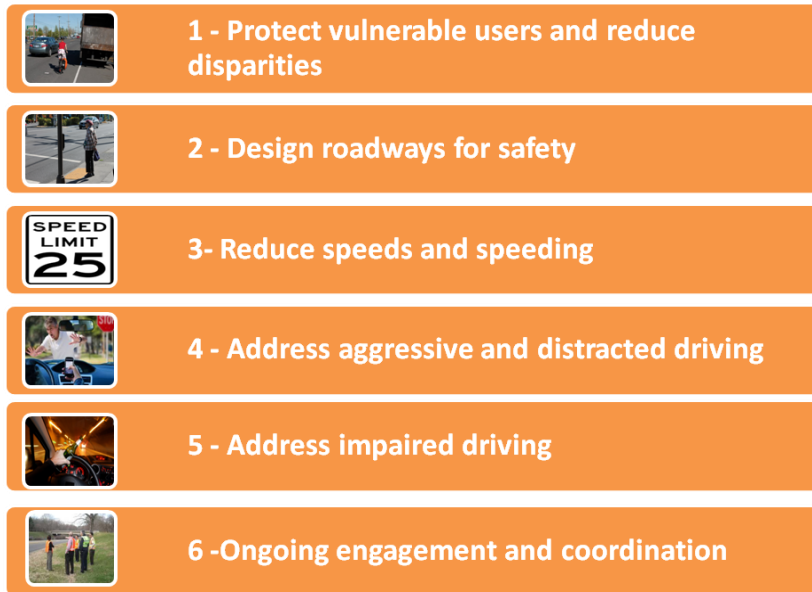 1 - Protect vulnerable users and reduce
disparities
2 - Design roadways for safety
SPEED
LIMIT
25
3- Reduce speeds and speeding
STOP
4 - Address aggressive and distracted driving
5 - Address impaired driving
6 -Ongoing engagement and coordination